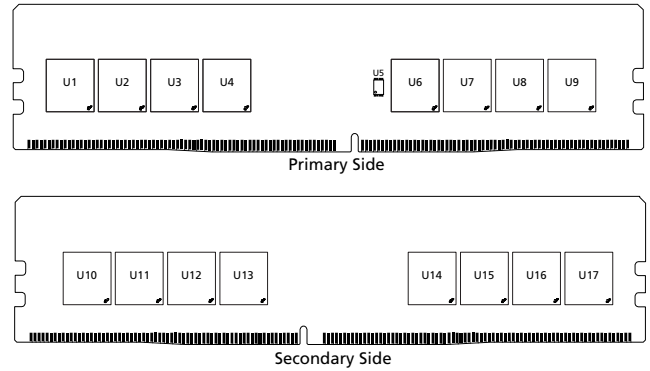 U5
U1 U2 U3 U4 U6 U7 U8 U9
Primary Side
U10 U11 U12 U13 U14 U15 U16 U17
Secondary Side